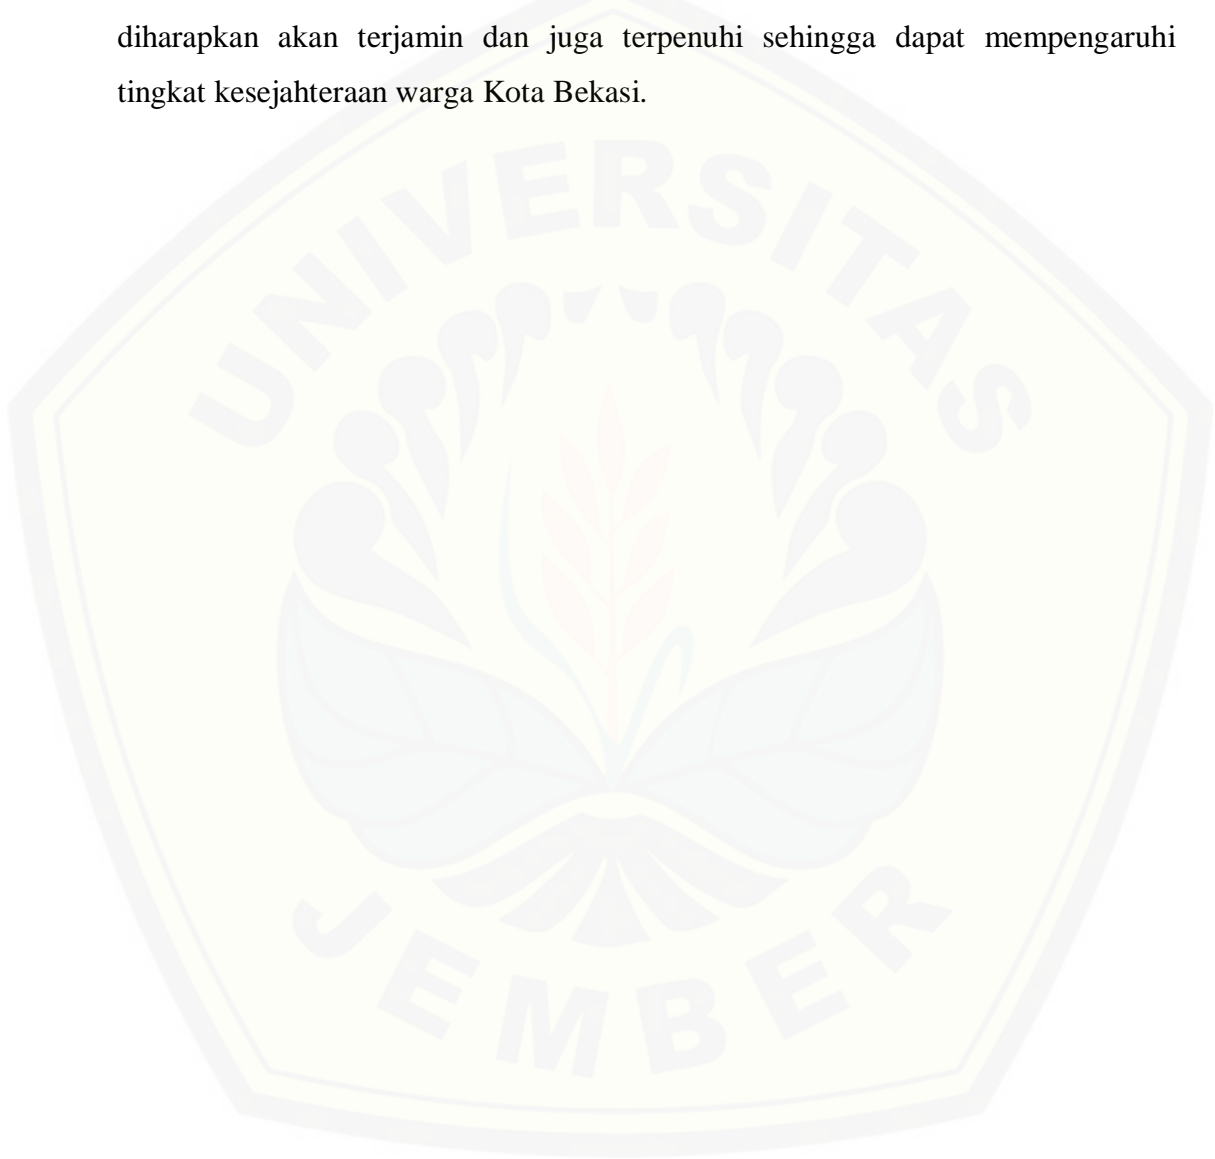 diharapkan akan terjamin dan juga terpenuhi sehingga dapat mempengaruhi
tingkat kesejahteraan warga Kota Bekasi.
UNIVERSITAS
JEMBER